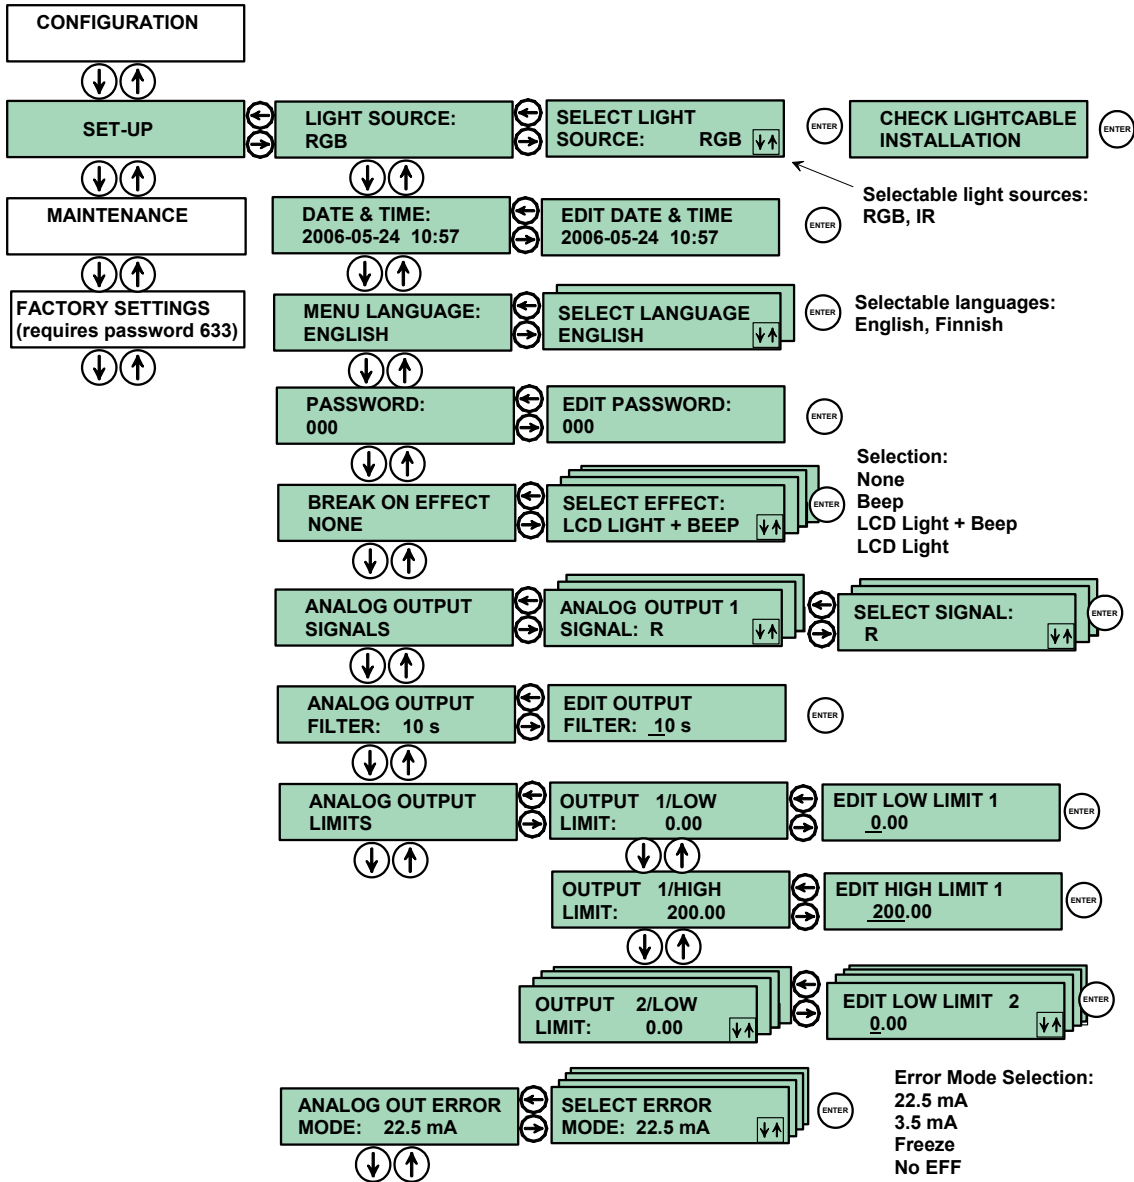 CONFIGURATION
SET-UP
LIGHT SOURCE:
RGB
SELECT LIGHT
SOURCE: RGB
ENTER
CHECK LIGHTCABLE
INSTALLATION
ENTER
Selectable light sources:
RGB, IR
MAINTENANCE
DATE & TIME:
2006-05-24 10:57
EDIT DATE & TIME
2006-05-24 10:57
ENTER
FACTORY SETTINGS
(requires password 633)
MENU LANGUAGE:
ENGLISH
SELECT LANGUAGE
ENGLISH
ENTER
Selectable languages:
English, Finnish
PASSWORD:
000
EDIT PASSWORD:
000
ENTER
BREAK ON EFFECT
NONE
SELECT EFFECT:
LCD LIGHT + BEEP
ENTER
Selection:
None
Beep
LCD Light + Beep
LCD Light
ANALOG OUTPUT
SIGNALS
ANALOG OUTPUT 1
SIGNAL: R
SELECT SIGNAL:
R
ENTER
ANALOG OUTPUT
FILTER: 10 s
EDIT OUTPUT
FILTER: 10 s
ENTER
ANALOG OUTPUT
LIMITS
OUTPUT 1/LOW
LIMIT: 0.00
EDIT LOW LIMIT 1
0.00
ENTER
OUTPUT 1/HIGH
LIMIT: 200.00
EDIT HIGH LIMIT 1
200.00
ENTER
OUTPUT 2/LOW
LIMIT: 0.00
EDIT LOW LIMIT 2
0.00
ENTER
ANALOG OUT ERROR
MODE: 22.5 mA
SELECT ERROR
MODE: 22.5 mA
ENTER
Error Mode Selection:
22.5 mA
3.5 mA
Freeze
No EFF